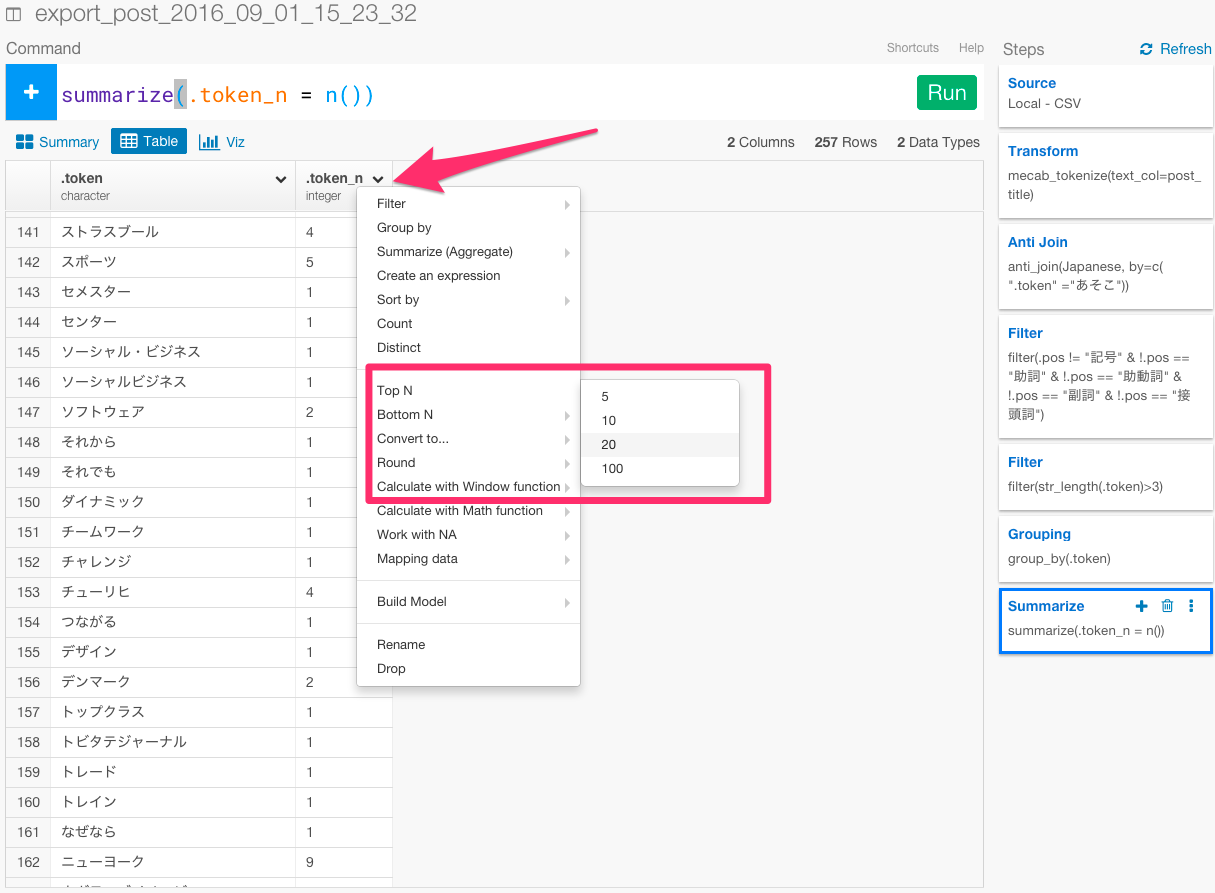 export_post_2016_09_01_15_23_32
Command
Shortcuts Help
+ summarize(.token_n = n())
Run
Summary Table Viz
2 Columns 257 Rows 2 Data Types
.token .token_n
character integer
141 ストラスブール 4
142 スポーツ 5
143 セメスター 1
144 センター 1
145 ソーシャル・ビジネス 1
146 ソーシャルビジネス 1
147 ソフトウェア 2
148 それから 1
149 それでも 1
150 ダイナミック 1
151 チームワーク 1
152 チャレンジ 1
153 チューリヒ 4
154 つながる 1
155 デザイン 1
156 デンマーク 2
157 トップクラス 1
158 トビタテジャーナル 1
159 トレード 1
160 トレイン 1
161 なぜなら 1
162 ニューヨーク 9
Filter
Group by
Summarize (Aggregate)
Create an expression
Sort by
Count
Distinct
Top N
Bottom N
Convert to...
Round
Calculate with Window function
Calculate with Math function
Work with NA
Mapping data
Build Model
Rename
Drop
5
10
20
100
Steps
Refresh
Source
Local - CSV
Transform
mecab_tokenize(text_col=post_
title)
Anti Join
anti_join(Japanese, by=c(
".token" ="あそこ"))
Filter
filter(.pos != "記号" & !.pos ==
"助詞" & !.pos == "助動詞" &
!.pos == "副詞" & !.pos == "接
頭詞")
Filter
filter(str_length(.token)>3)
Grouping
group_by(.token)
Summarize
summarize(.token_n = n())